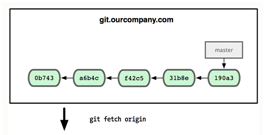 git.ourcompany.com
master
0b743 a6b4c f42c5 31b8e 190a3
git fetch origin